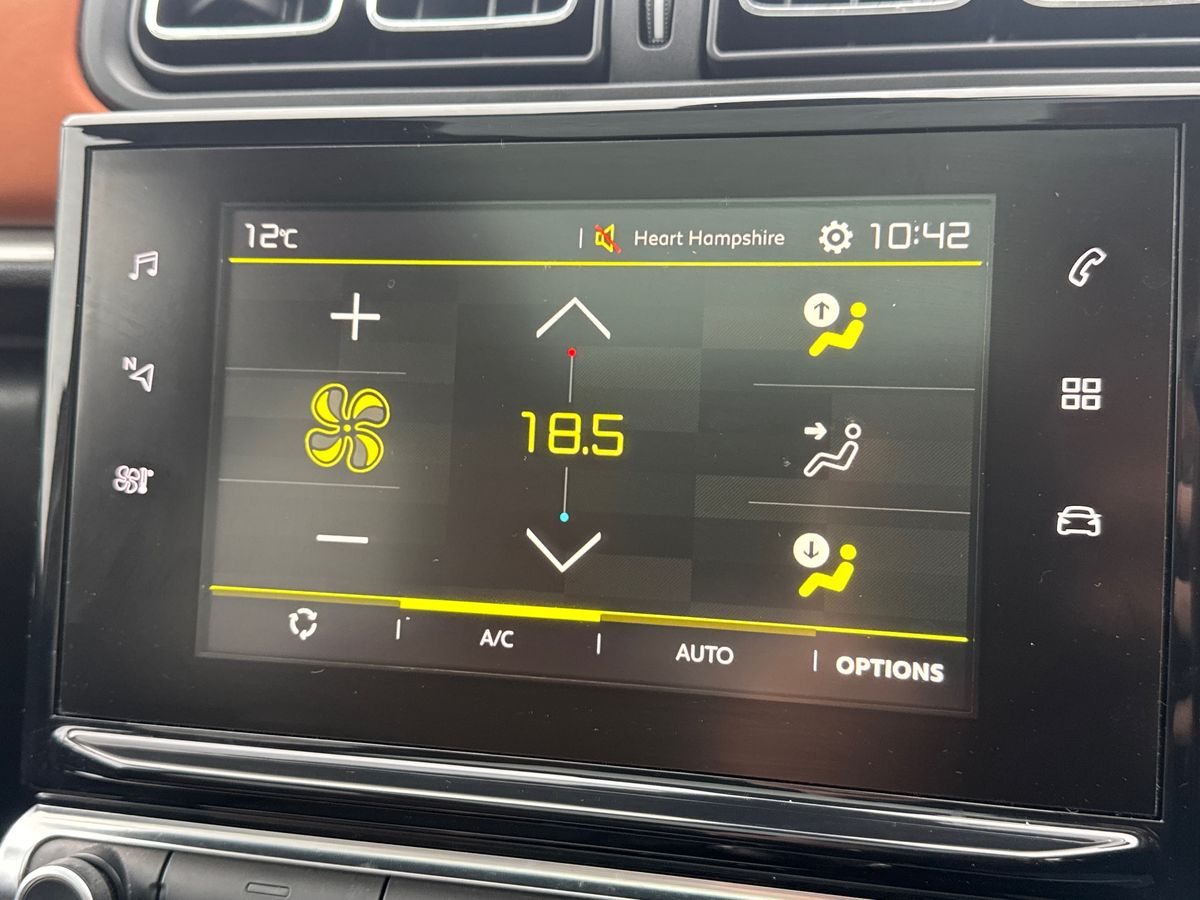 12°C
Heart Hampshire
10:42
N
18.5
A/C
AUTO
OPTIONS